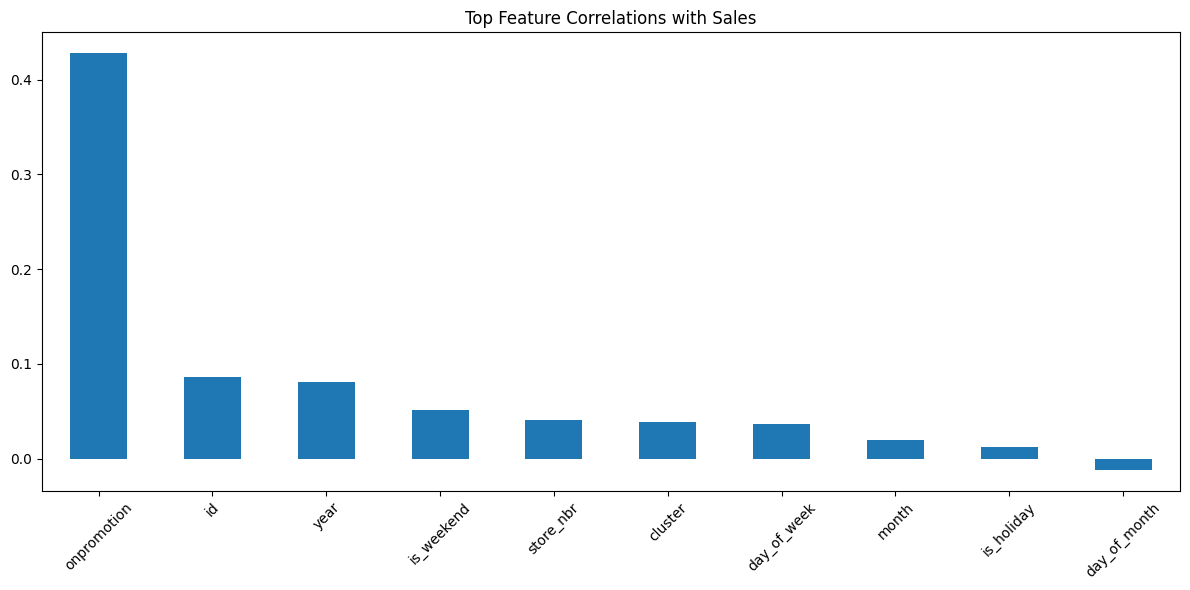 Top Feature Correlations with Sales
0.4
0.3
0.2
0.1
0.0
onpromotion
id
year
is_weekend
store_nbr
cluster
day_of_week
month
is_holiday
day_of_month